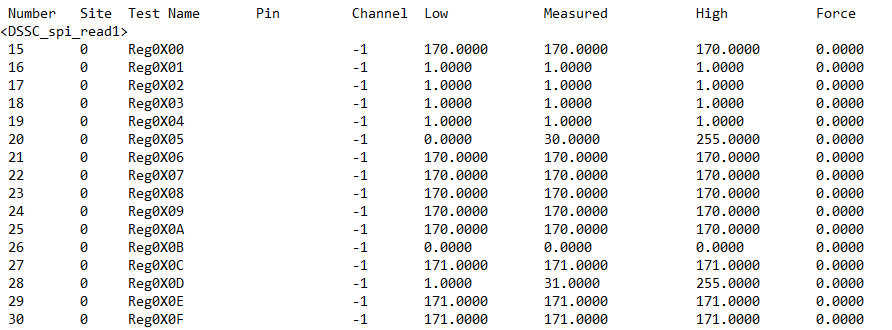 Number Site Test Name Pin Channel Low Measured High Force
<DSSC_spi_read1>
15 0 Reg0X00 -1 170.0000 170.0000 170.0000 0.0000
16 0 Reg0X01 -1 1.0000 1.0000 1.0000 0.0000
17 0 Reg0X02 -1 1.0000 1.0000 1.0000 0.0000
18 0 Reg0X03 -1 1.0000 1.0000 1.0000 0.0000
19 0 Reg0X04 -1 1.0000 1.0000 1.0000 0.0000
20 0 Reg0X05 -1 0.0000 30.0000 255.0000 0.0000
21 0 Reg0X06 -1 170.0000 170.0000 170.0000 0.0000
22 0 Reg0X07 -1 170.0000 170.0000 170.0000 0.0000
23 0 Reg0X08 -1 170.0000 170.0000 170.0000 0.0000
24 0 Reg0X09 -1 170.0000 170.0000 170.0000 0.0000
25 0 Reg0X0A -1 170.0000 170.0000 170.0000 0.0000
26 0 Reg0X0B -1 0.0000 0.0000 0.0000 0.0000
27 0 Reg0X0C -1 171.0000 171.0000 171.0000 0.0000
28 0 Reg0X0D -1 1.0000 31.0000 255.0000 0.0000
29 0 Reg0X0E -1 171.0000 171.0000 171.0000 0.0000
30 0 Reg0X0F -1 171.0000 171.0000 171.0000 0.0000